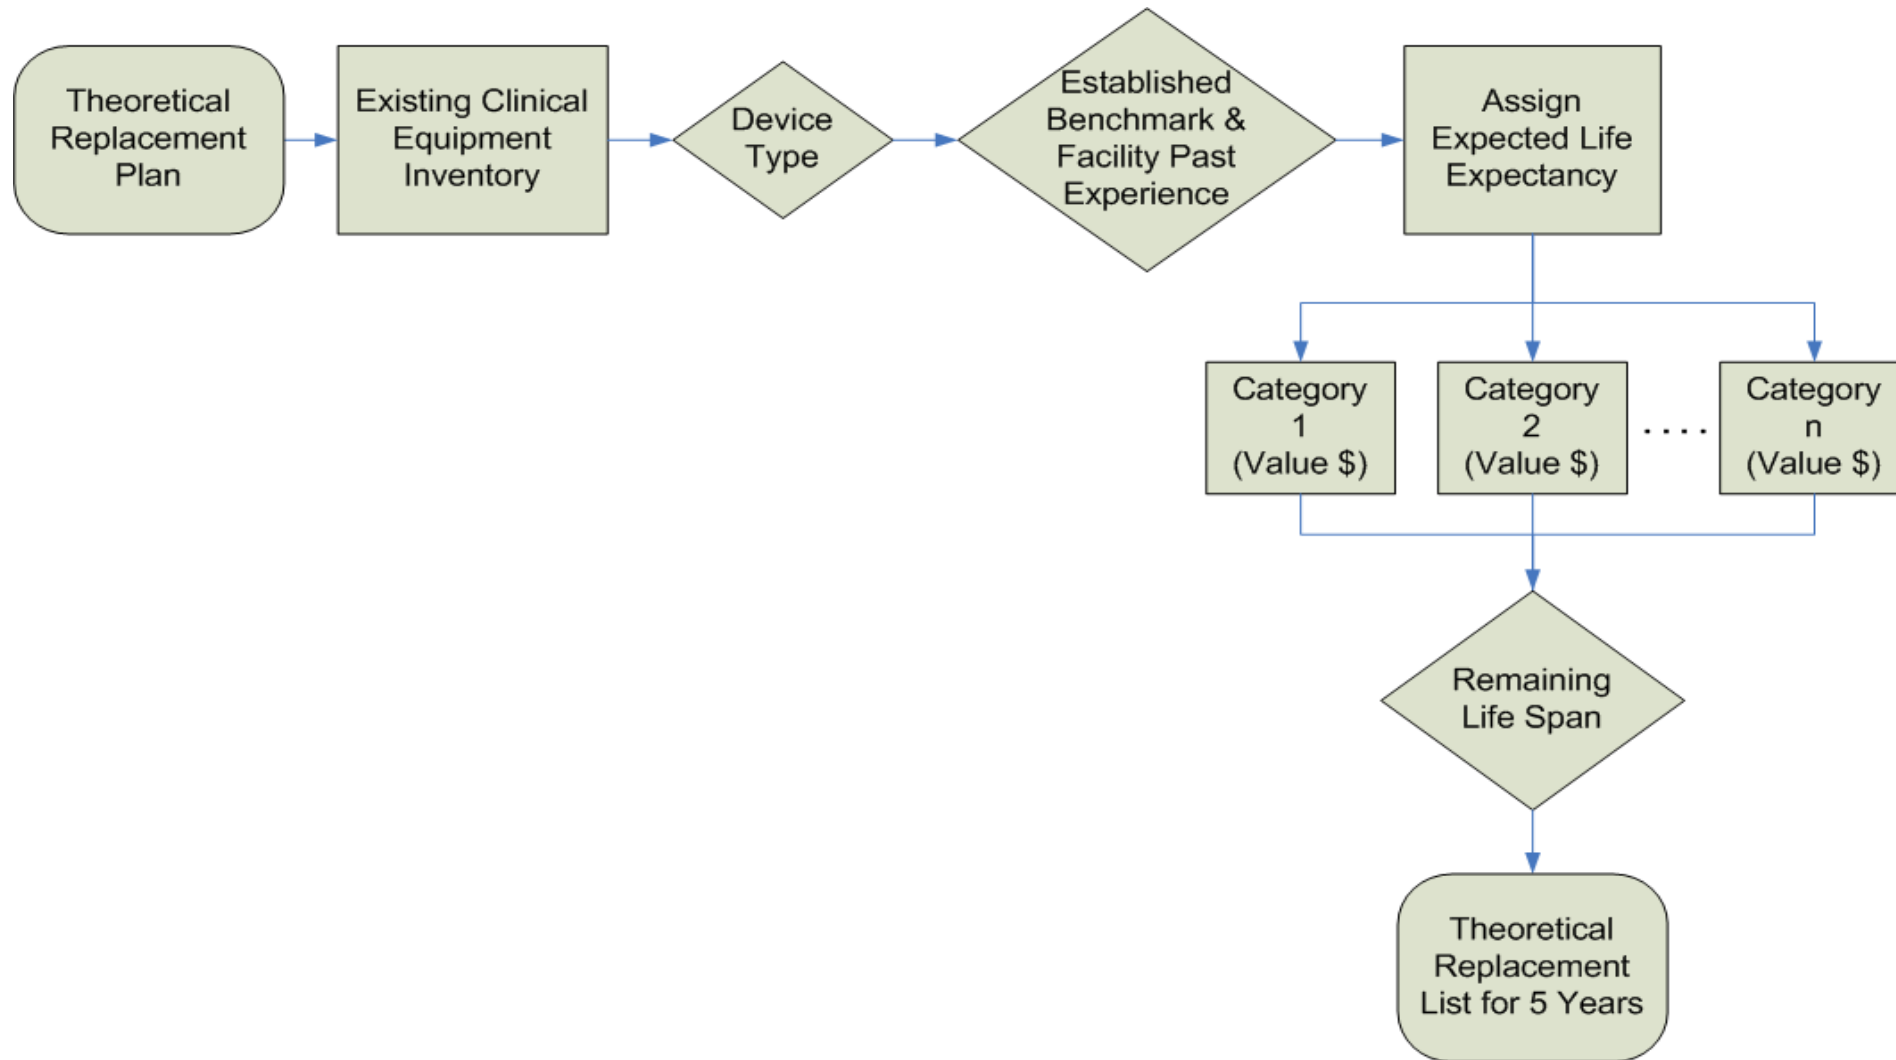 Theoretical
Replacement
Plan
Existing Clinical
Equipment
Inventory
Device
Type
Established
Benchmark &
Facility Past
Experience
Assign
Expected Life
Expectancy
Category
1
(Value $)
Category
2
(Value $)
....
Category
n
(Value $)
Remaining
Life Span
Theoretical
Replacement
List for 5 Years